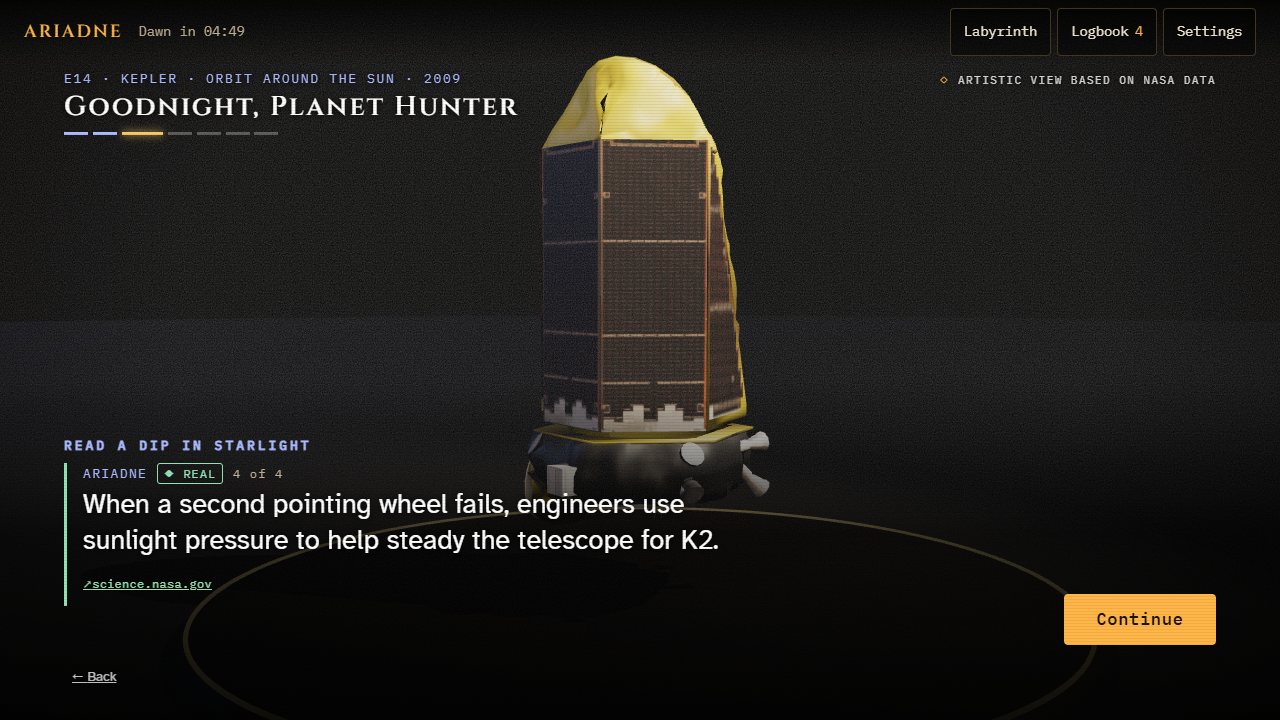 ARIADNE Dawn in 04:49 Labyrinth Logbook 4 Settings
E14 · KEPLER · ORBIT AROUND THE SUN · 2009
GOODNIGHT, PLANET HUNTER
◇ ARTISTIC VIEW BASED ON NASA DATA
READ A DIP IN STARLIGHT
ARIADNE ◆ REAL 4 of 4
When a second pointing wheel fails, engineers use
sunlight pressure to help steady the telescope for K2.
↗science.nasa.gov
Continue
← Back